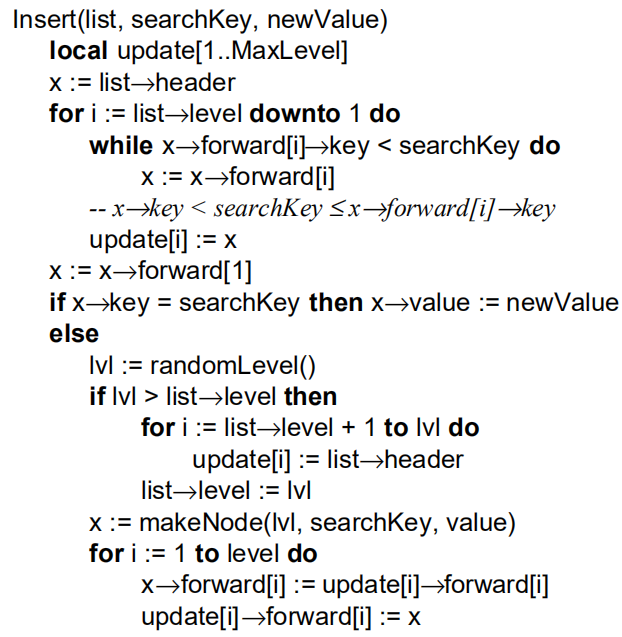 Insert(list, searchKey, newValue)
local update[1..MaxLevel]
x := list→header
for i := list→level downto 1 do
while x→forward[i]→key < searchKey do
x := x→forward[i]
-- x→key < searchKey ≤ x→forward[i]→key
update[i] := x
x := x→forward[1]
if x→key = searchKey then x→value := newValue
else
lvl := randomLevel()
if lvl > list→level then
for i := list→level + 1 to lvl do
update[i] := list→header
list→level := lvl
x := makeNode(lvl, searchKey, value)
for i := 1 to level do
x→forward[i] := update[i]→forward[i]
update[i]→forward[i] := x